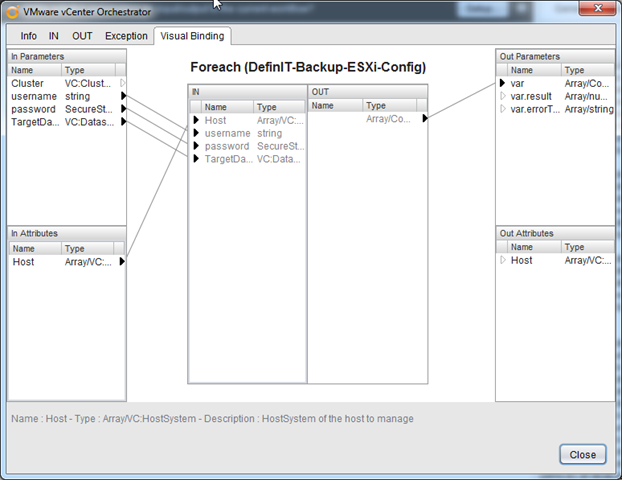 VMware vCenter Orchestrator
Info IN OUT Exception Visual Binding
In Parameters
Name Type
Cluster VC:Clust...
username string
password SecureSt...
TargetDa... VC:Datas...
In Attributes
Name Type
Host Array/VC:...
Foreach (DefinIT-Backup-ESXi-Config)
IN
Name Type
Host Array/VC:...
username string
password SecureS...
TargetDa... VC:Datas...
OUT
Name Type
Array/Co...
Out Parameters
Name Type
var Array/Co...
var.result Array/nu...
var.errorT... Array/string
Out Attributes
Name Type
Host Array/VC:...
Name : Host - Type : Array/VC:HostSystem - Description : HostSystem of the host to manage
Close